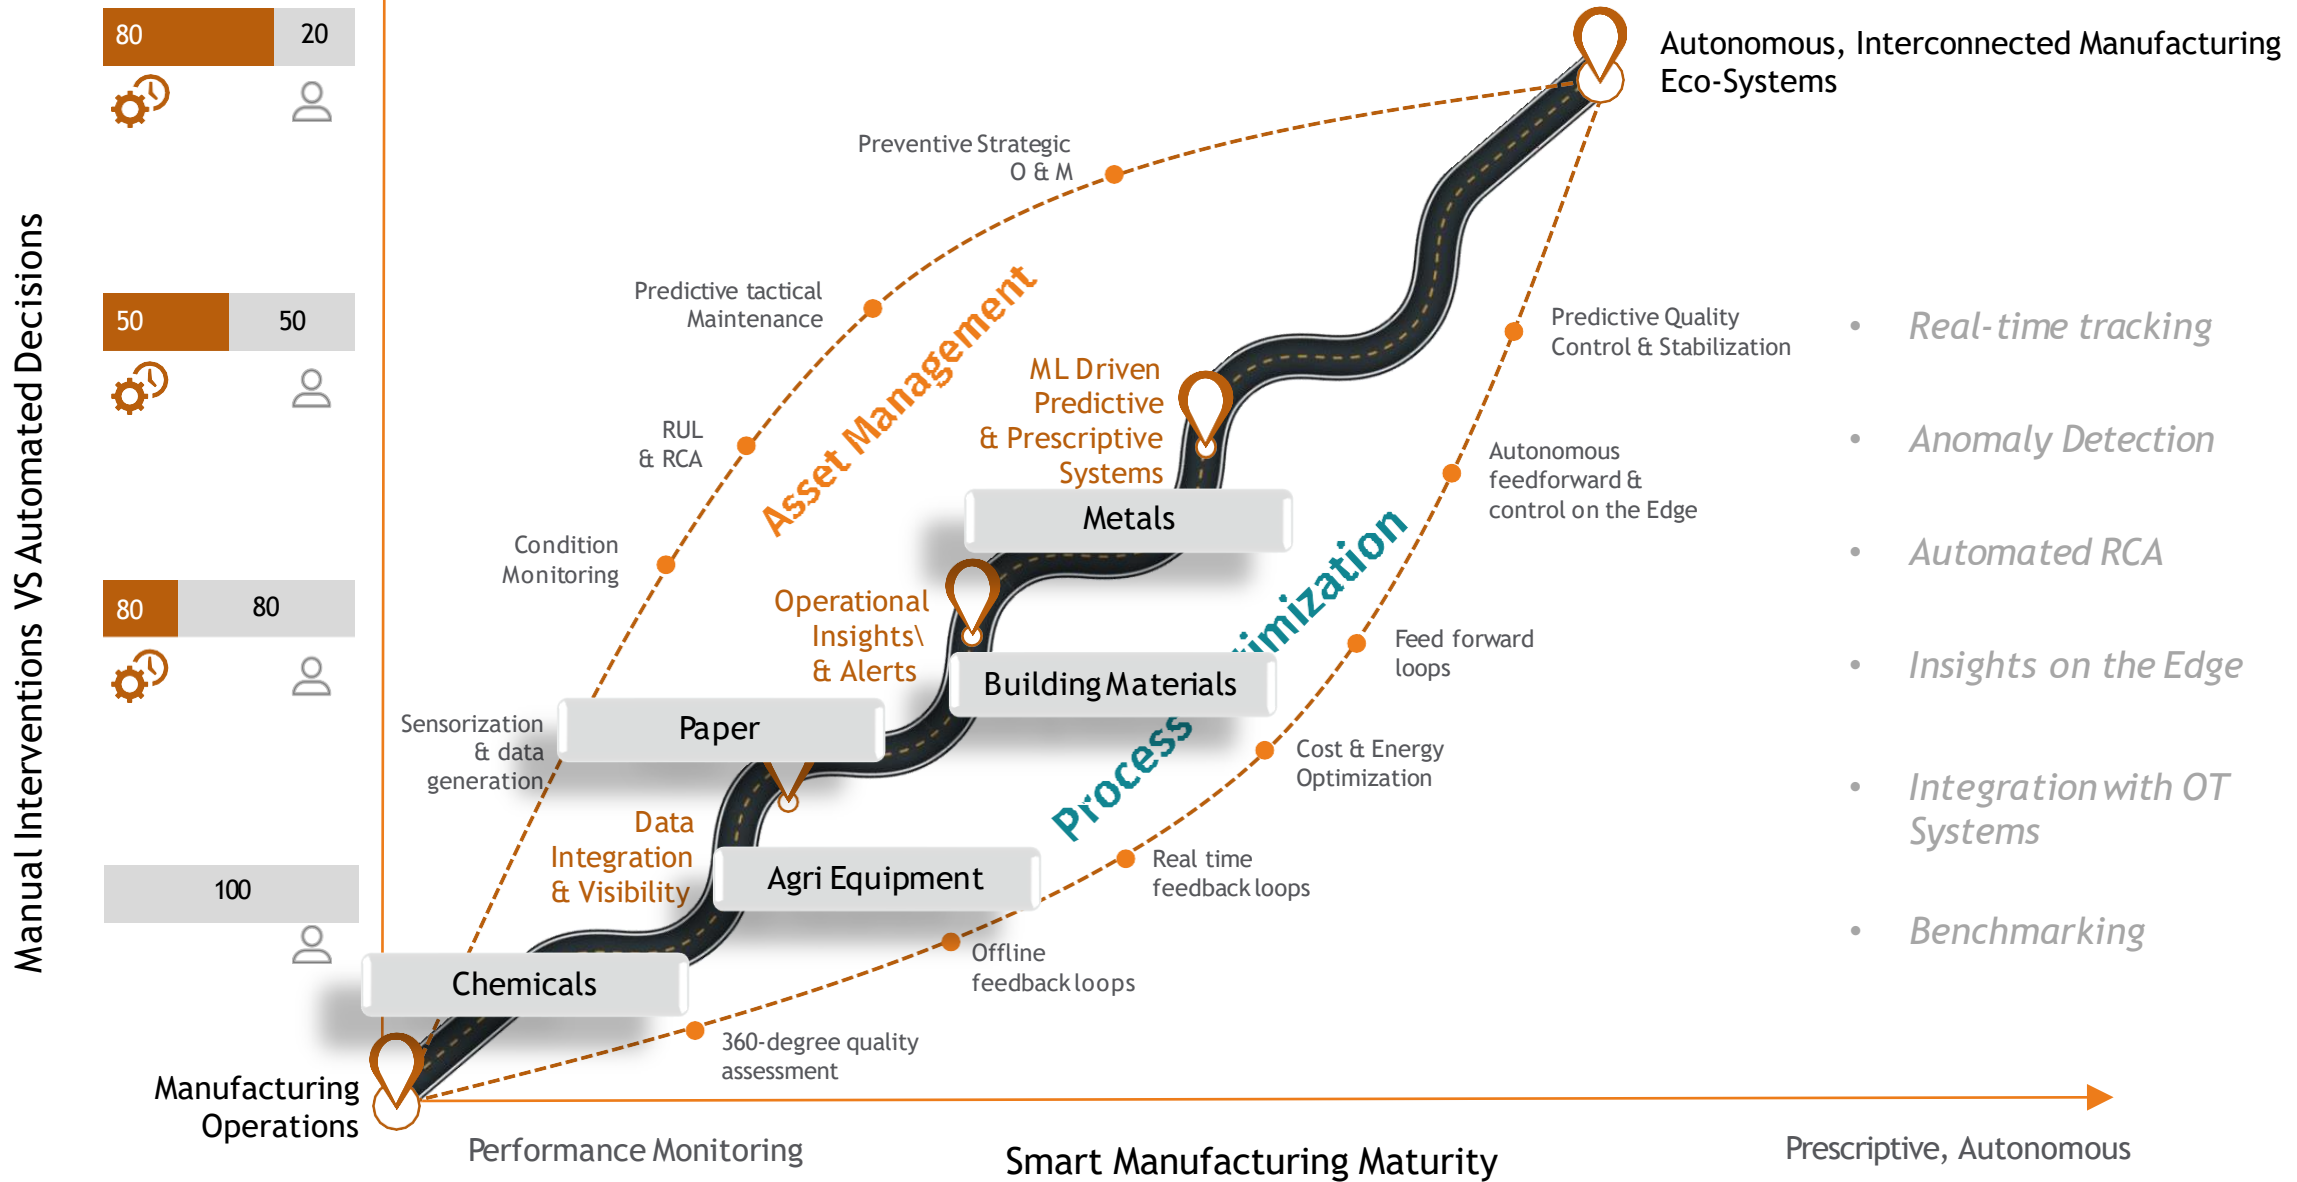 80 20
Autonomous, Interconnected Manufacturing
Eco-Systems
Preventive Strategic
O & M
Manual Interventions VS Automated Decisions
50 50
Predictive tactical
Maintenance
RUL
& RCA
Condition
Monitoring
Asset Management
ML Driven
Predictive
& Prescriptive
Systems
Metals
Predictive Quality
Control & Stabilization
Autonomous
feedforward &
control on the Edge
• Real-time tracking
• Anomaly Detection
• Automated RCA
• Insights on the Edge
• Integration with OT
Systems
• Benchmarking
80 80
Operational
Insights\
& Alerts
Building Materials
Process timization
Feed forward
loops
Cost & Energy
Optimization
Sensorization
& data
generation
Paper
Data
Integration
& Visibility
Agri Equipment
Real time
feedback loops
100
Offline
feedback loops
Chemicals
360-degree quality
assessment
Manufacturing
Operations
Performance Monitoring
Smart Manufacturing Maturity
Prescriptive, Autonomous